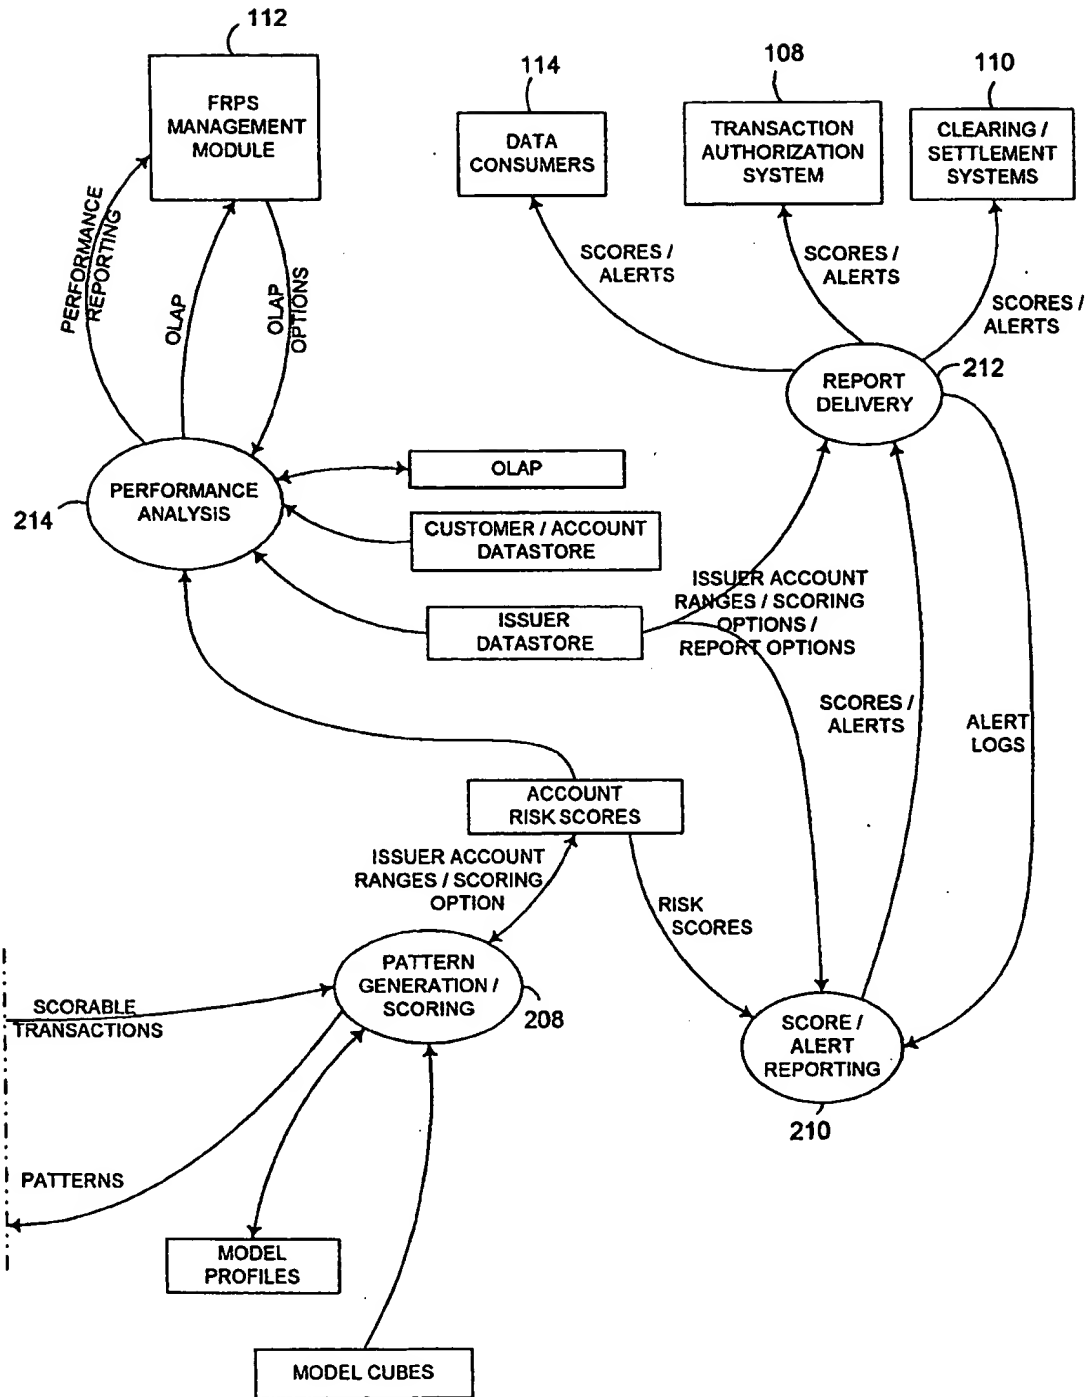 112
FRPS
MANAGEMENT
MODULE
114
DATA
CONSUMERS
108
TRANSACTION
AUTHORIZATION
SYSTEM
110
CLEARING /
SETTLEMENT
SYSTEMS
PERFORMANCE
REPORTING
OLAP
OLAP
OPTIONS
SCORES /
ALERTS
SCORES /
ALERTS
SCORES /
ALERTS
REPORT
DELIVERY
212
PERFORMANCE
ANALYSIS
214
OLAP
CUSTOMER / ACCOUNT
DATASTORE
ISSUER
DATASTORE
ISSUER ACCOUNT
RANGES / SCORING
OPTIONS /
REPORT OPTIONS
SCORES /
ALERTS
ALERT
LOGS
ACCOUNT
RISK SCORES
ISSUER ACCOUNT
RANGES / SCORING
OPTION
RISK
SCORES
PATTERN
GENERATION /
SCORING
208
SCORABLE
TRANSACTIONS
SCORE /
ALERT
REPORTING
210
PATTERNS
MODEL
PROFILES
MODEL CUBES